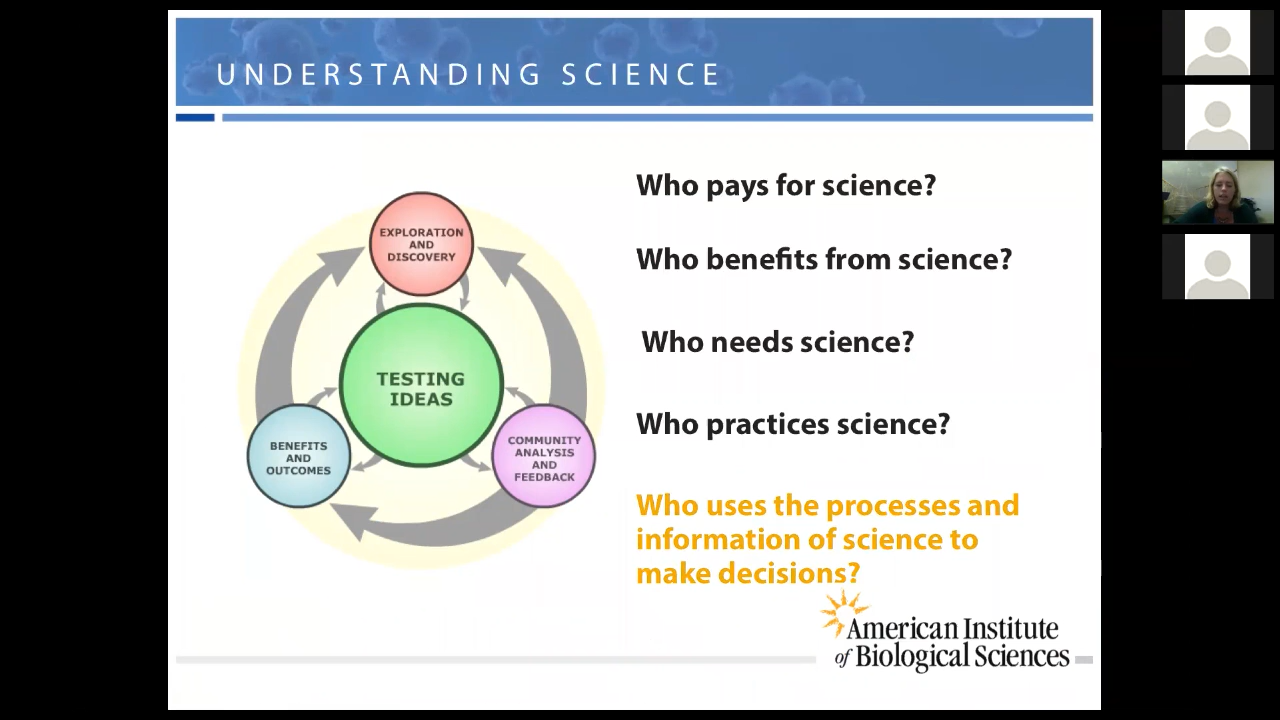 UNDERSTANDING SCIENCE
EXPLORATION
AND
DISCOVERY
TESTING
IDEAS
BENEFITS
AND
OUTCOMES
COMMUNITY
ANALYSIS
AND
FEEDBACK
Who pays for science?
Who benefits from science?
Who needs science?
Who practices science?
Who uses the processes and
information of science to
make decisions?
American Institute
of Biological Sciences